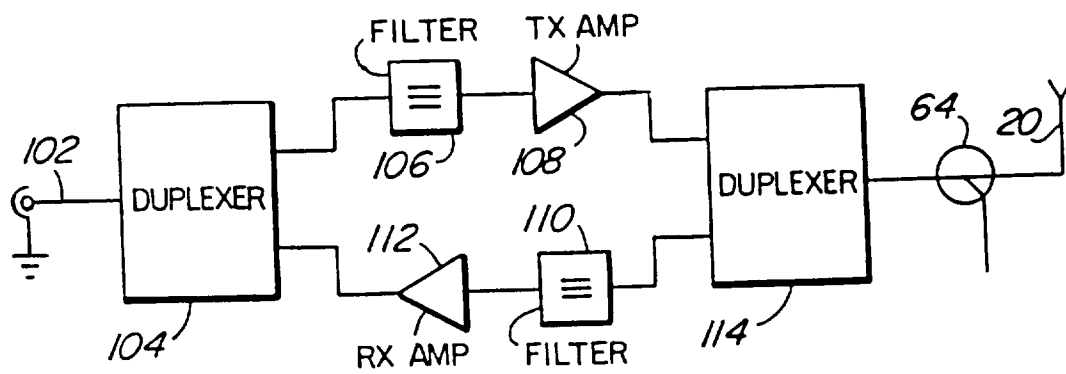 FILTER
TX AMP
102
106
108
64
20
DUPLEXER
DUPLEXER
112
110
104
RX AMP
FILTER
114